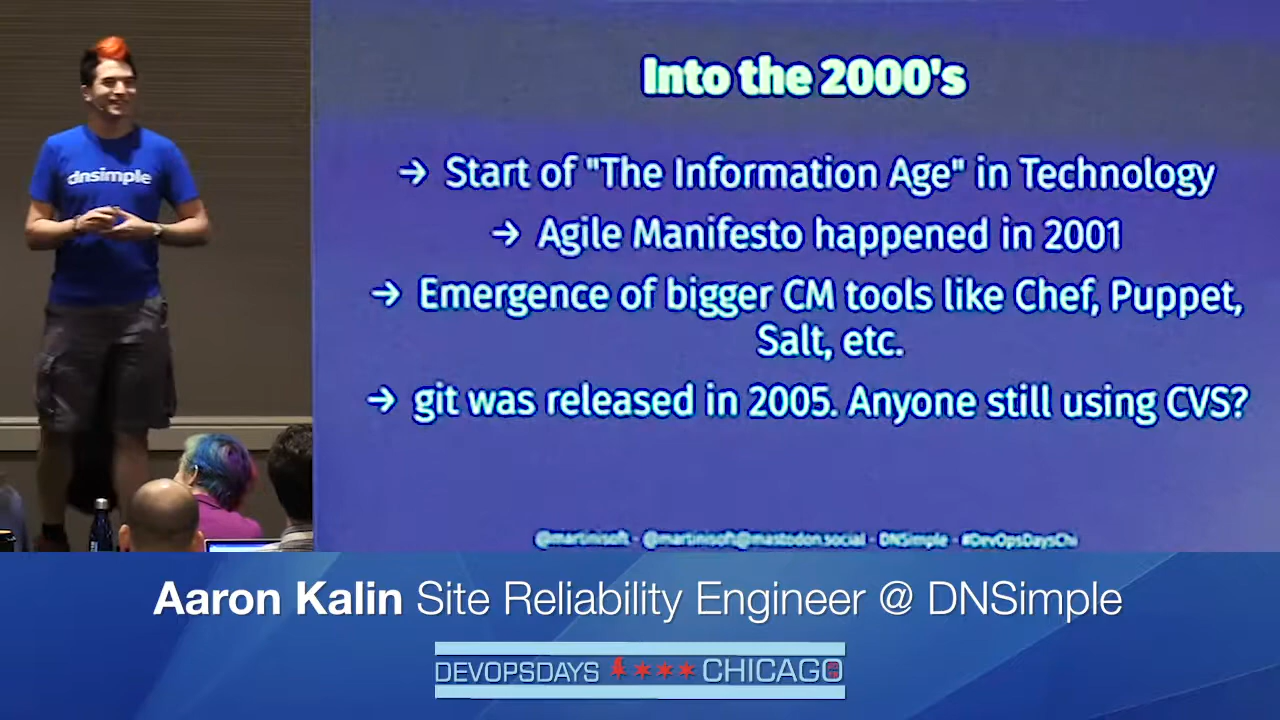 dnsimple
Into the 2000's
→ Start of "The Information Age" in Technology
→ Agile Manifesto happened in 2001
→ Emergence of bigger CM tools like Chef, Puppet,
Salt, etc.
→ git was released in 2005. Anyone still using CVS?
@martinisoft - @martinisoft@mastodon.social - DNSimple - #DevOpsDaysChi
Aaron Kalin Site Reliability Engineer @ DNSimple
DEVOPSDAYS CHICAGO